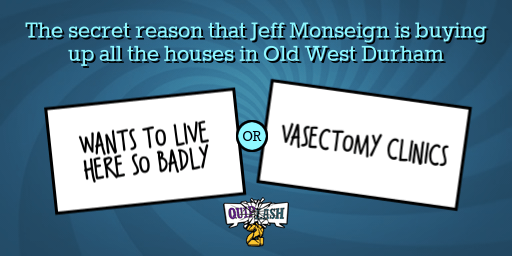 The secret reason that Jeff Monseign is buying
up all the houses in Old West Durham
WANTS TO LIVE
HERE SO BADLY
OR
VASECTOMY CLINICS
QUIPLASH
2